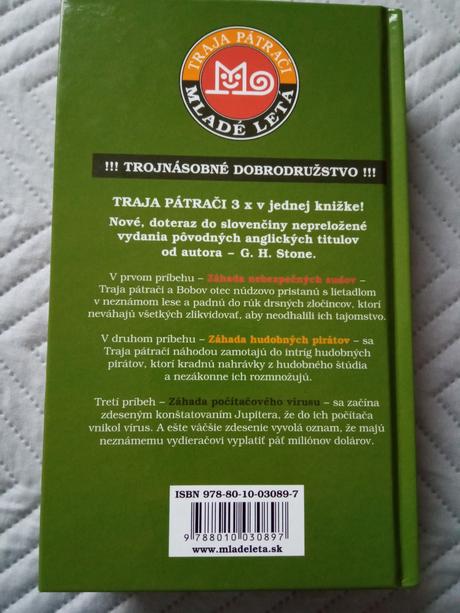 TRAJA PÁTRAČI
MLADÉ LETÁ
!!! TROJNÁSOBNÉ DOBRODRUŽSTVO !!!
TRAJA PÁTRAČI 3 x v jednej knižke!
Nové, doteraz do slovenčiny nepreložené
vydania pôvodných anglických titulov
od autora – G. H. Stone.
V prvom príbehu – Záhada nebezpečných sudov –
Traja pátrači a Bobov otec núdzovo pristanú s lietadlom
v neznámom lese a padnú do rúk drsných zločincov, ktorí
neváhajú všetkých zlikvidovať, aby neodhalili ich tajomstvo.
V druhom príbehu – Záhada hudobných pirátov – sa
Traja pátrači náhodou zamotajú do intríg hudobných
pirátov, ktorí kradnú nahrávky z hudobného štúdia
a nezákonne ich rozmnožujú.
Tretí príbeh – Záhada počítačového vírusu – sa začína
zdeseným konštatovaním Jupitera, že do ich počítača
vnikol vírus. A ešte väčšie zdesenie vyvolá oznam, že majú
neznámemu vydieračovi vyplatiť päť miliónov dolárov.
ISBN 978-80-10-03089-7
9 788010 030897
www.mladeleta.sk